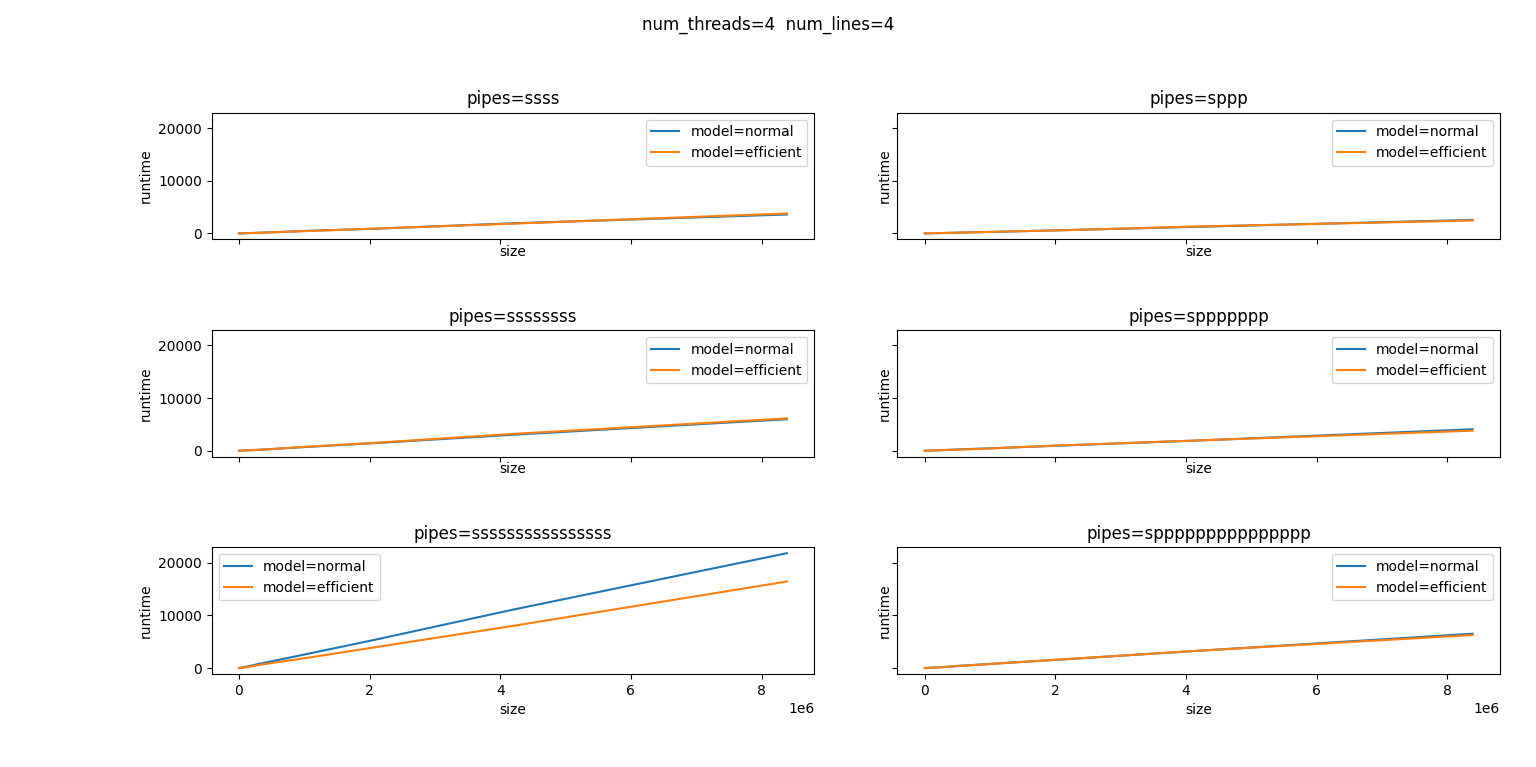 num_threads=4 num_lines=4
pipes=ssss
20000
10000
0
runtime
size
model=normal
model=efficient
pipes=sppp
runtime
size
model=normal
model=efficient
pipes=ssssssss
20000
10000
0
runtime
size
model=normal
model=efficient
pipes=sppppppp
runtime
size
model=normal
model=efficient
pipes=ssssssssssssssss
20000
10000
0
runtime
0 2 4 6 8
1e6
size
model=normal
model=efficient
pipes=sppppppppppppppp
runtime
0 2 4 6 8
1e6
size
model=normal
model=efficient